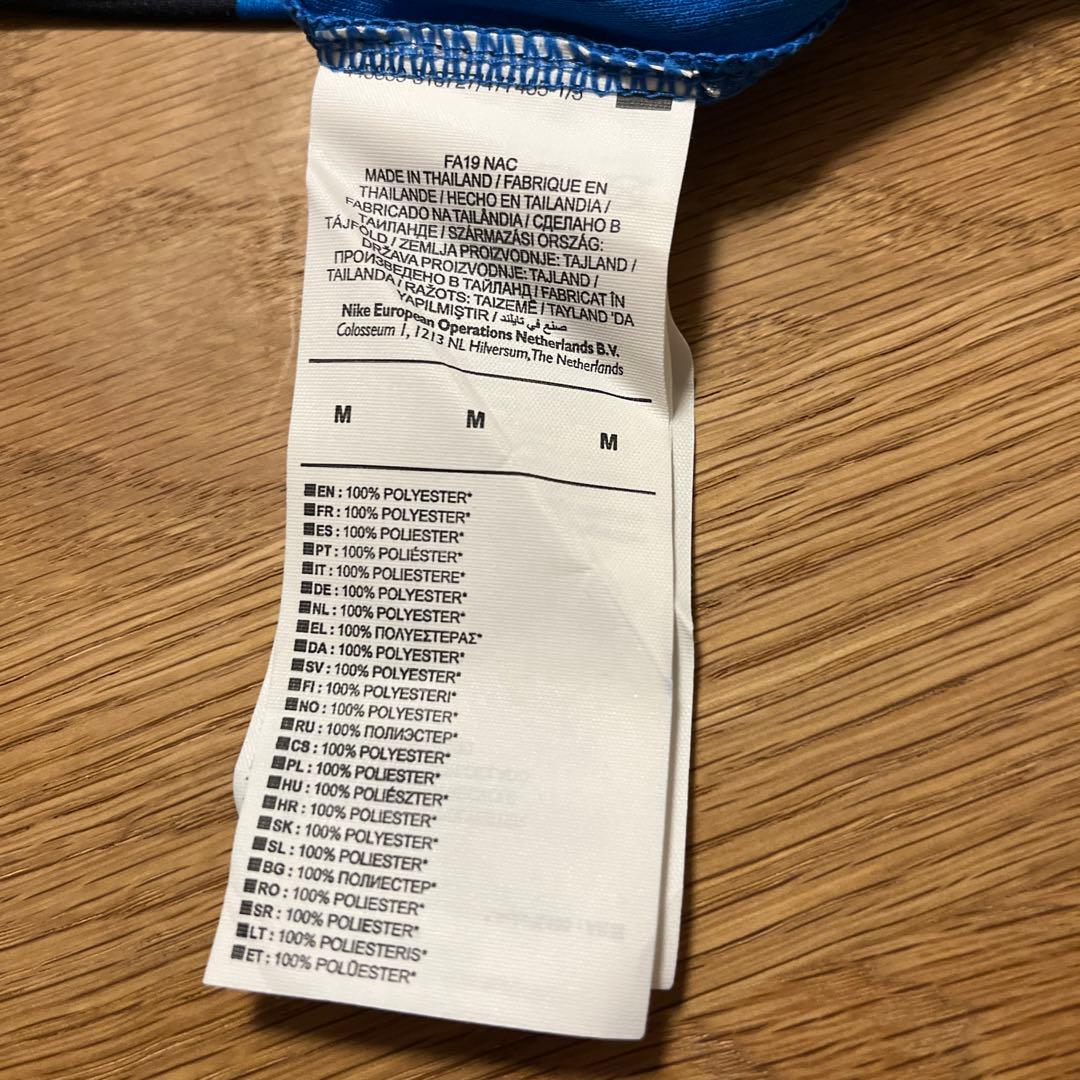 FA19 NAC
MADE IN THAILAND / FABRIQUE EN
THAILANDE / HECHO EN TAILANDIA /
FABRICADO NA TAILÂNDIA / СДЕЛАНО В
ТАИЛАНДЕ / SZÁRMAZÁSI ORSZÁG:
TÁJFÖLD / ZEMLJA PROIZVODNJE: TAJLAND /
DRŽAVA PROIZVODNJE: TAJLAND /
ПРОИЗВЕДЕНО В ТАЙЛАНД / FABRICAT ÎN
TAILANDA / RAŽOTS: TAIZEMĒ / TAYLAND 'DA
YAPILMIŞTIR / صنع في تايلند
Nike European Operations Netherlands B.V.
Colosseum 1, 1213 NL Hilversum, The Netherlands
M M M
EN : 100% POLYESTER*
FR : 100% POLYESTER*
ES : 100% POLIESTER*
PT : 100% POLIÉSTER*
IT : 100% POLIESTERE*
DE : 100% POLYESTER*
NL : 100% POLYESTER*
EL : 100% ΠΟΛΥΕΣΤΕΡΑΣ*
DA : 100% POLYESTER*
SV : 100% POLYESTER*
FI : 100% POLYESTERI*
NO : 100% POLYESTER*
RU : 100% ПОЛИЭСТЕР*
CS : 100% POLYESTER*
PL : 100% POLIESTER*
HU : 100% POLIÉSZTER*
HR : 100% POLIESTER*
SK : 100% POLYESTER*
SL : 100% POLIESTER*
BG : 100% ПОЛИЕСТЕР*
RO : 100% POLIESTER*
SR : 100% POLIESTER*
LT : 100% POLIESTERIS*
ET : 100% POLÜESTER*